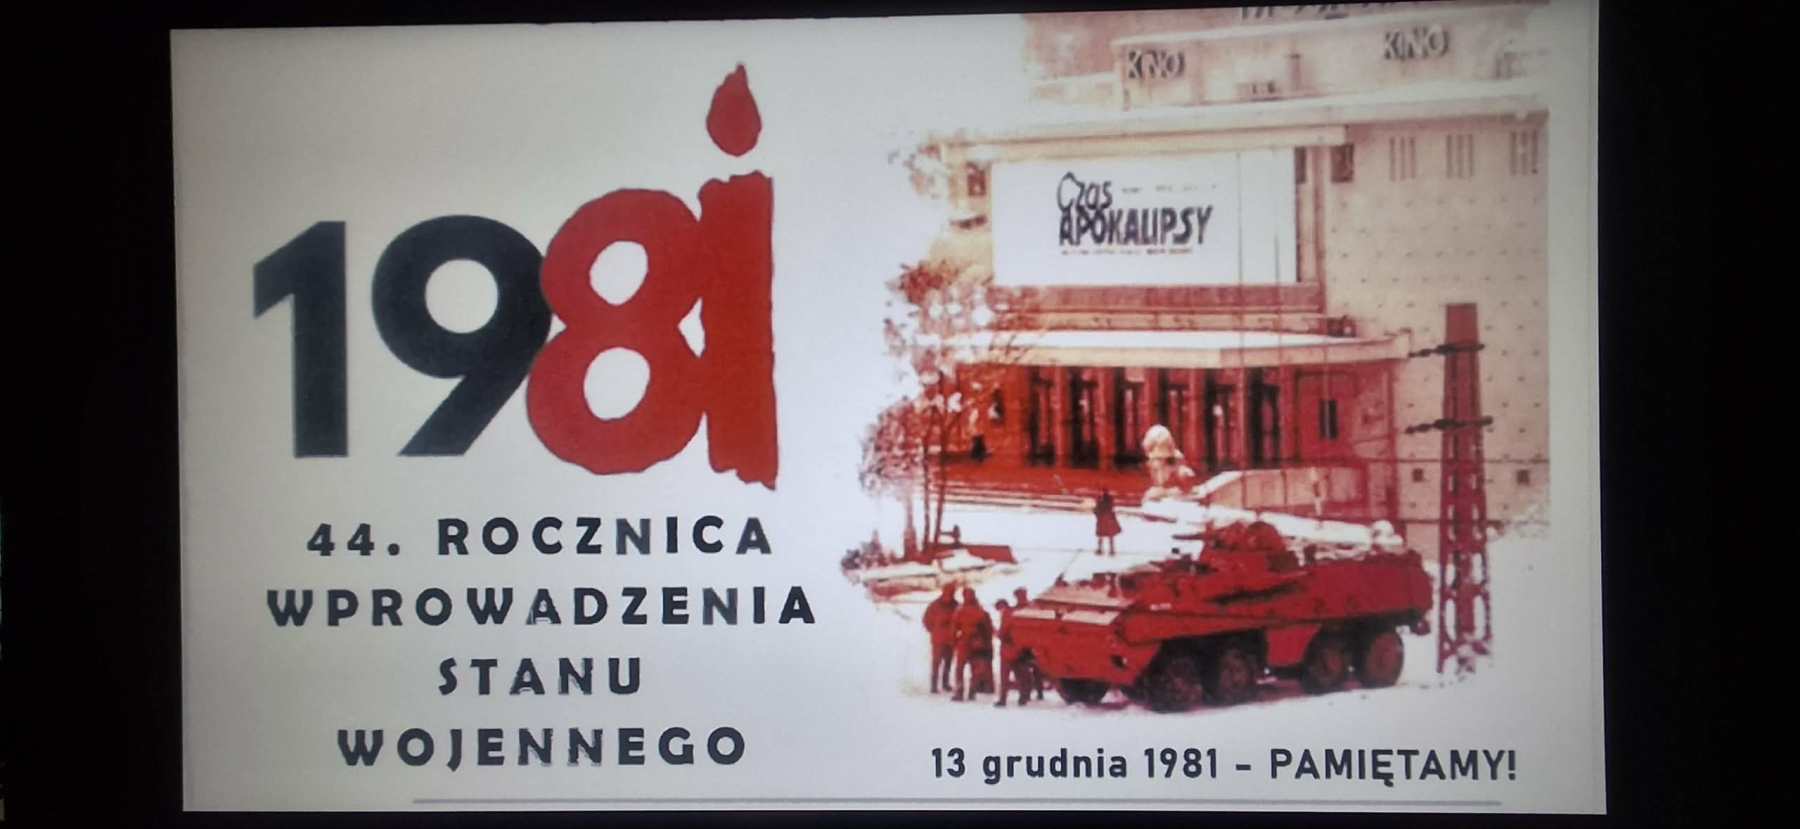 1981
44. ROCZNICA
WPROWADZENIA
STANU
WOJENNEGO
KINO
KINO
Czas
APOKALIPSY
13 grudnia 1981 - PAMIĘTAMY!